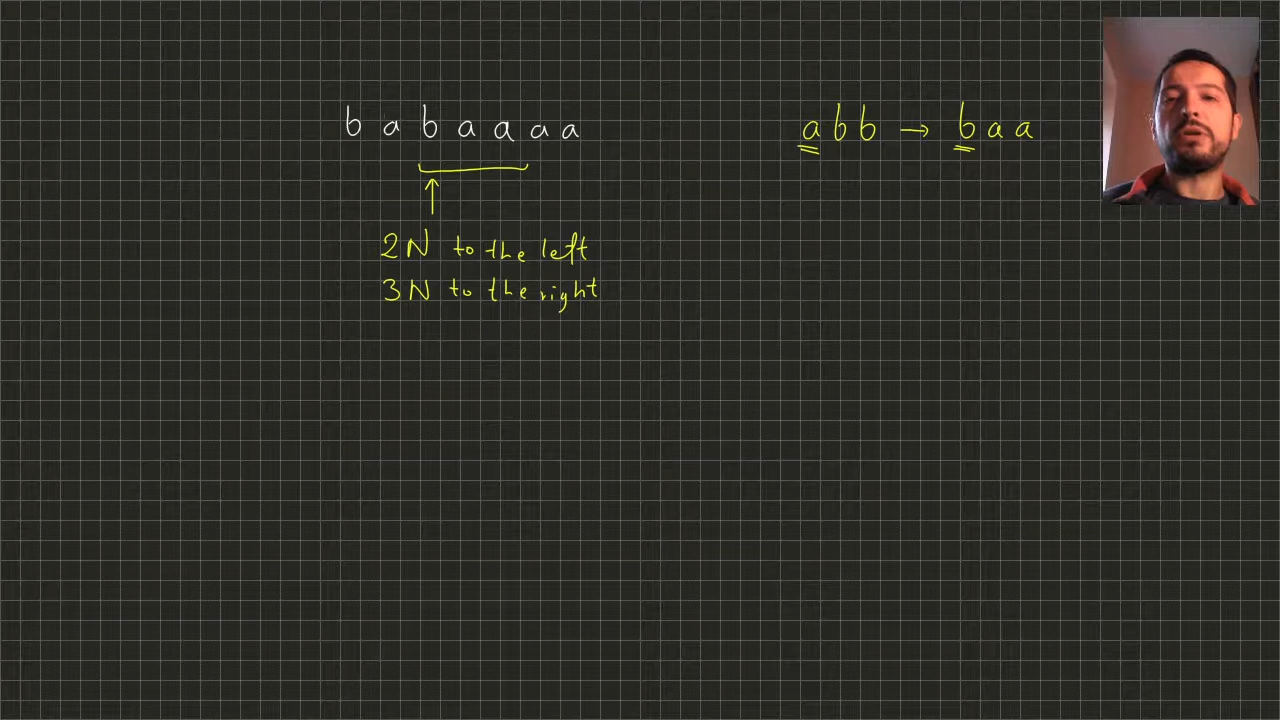 b a b a a a a
a b b → b a a
2N to the left
3N to the right